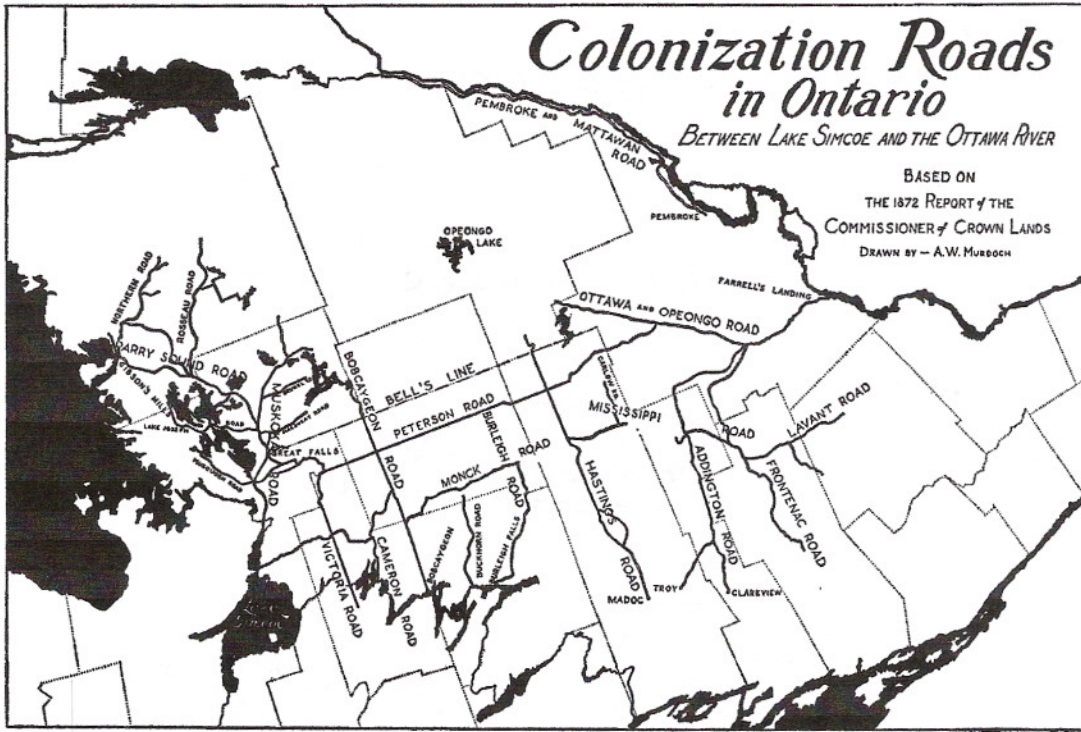 Colonization Roads
in Ontario
BETWEEN LAKE SIMCOE AND THE OTTAWA RIVER
BASED ON
THE 1872 REPORT of THE
COMMISSIONER of CROWN LANDS
DRAWN BY — A.W. MURDOCH
PEMBROKE AND MATTAWAN ROAD
PEMBROKE
OPEONGO
LAKE
FARRELL'S LANDING
OTTAWA AND OPEONGO ROAD
NORTHERN ROAD
ROSSEAU ROAD
PARRY SOUND ROAD
BOBCAYGEON ROAD
BELL'S LINE
PETERSON ROAD
MISSISSIPPI ROAD
LAVANT ROAD
LAKE JOSEPH ROAD
MUSKOKA ROAD
GREAT FALLS
BURLEIGH ROAD
MONCK ROAD
HASTINGS ROAD
ADDINGTON ROAD
FRONTENAC ROAD
VICTORIA ROAD
CAMERON ROAD
BOBCAYGEON
BUCKHORN ROAD
BURLEIGH FALLS
MADOC
TROY
CLAREVIEW